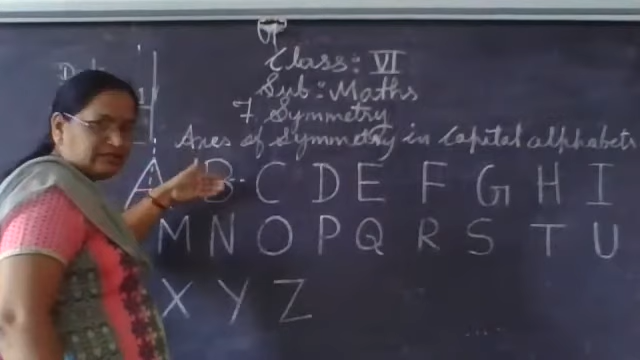 Class: VI
Sub: Maths
7 Symmetry
Axes of Symmetry in Capital alphabets
A B C D E F G H I
M N O P Q R S T U
X Y Z